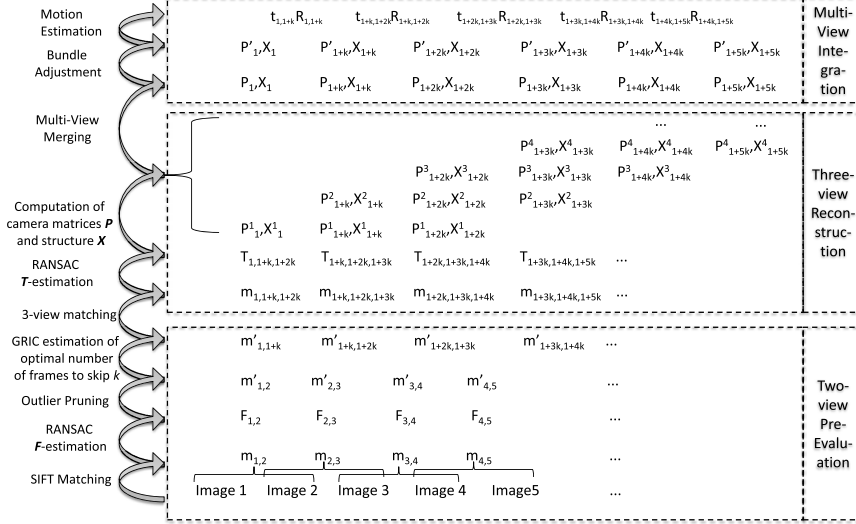 Motion
Estimation
Bundle
Adjustment
Multi-View
Merging
Computation of
camera matrices P
and structure X
RANSAC
T-estimation
3-view matching
GRIC estimation of
optimal number
of frames to skip k
Outlier Pruning
RANSAC
F-estimation
SIFT Matching
t1,1+kR1,1+k t1+k,1+2kR1+k,1+2k t1+2k,1+3kR1+2k,1+3k t1+3k,1+4kR1+3k,1+4k t1+4k,1+5kR1+4k,1+5k
P'1,X1 P'1+k,X1+k P'1+2k,X1+2k P'1+3k,X1+3k P'1+4k,X1+4k P'1+5k,X1+5k
P1,X1 P1+k,X1+k P1+2k,X1+2k P1+3k,X1+3k P1+4k,X1+4k P1+5k,X1+5k
Multi-
View
Inte-
gra-
tion
... ...
P41+3k,X41+3k P41+4k,X41+4k P41+5k,X41+5k
P31+2k,X31+2k P31+3k,X31+3k P31+4k,X31+4k
P21+k,X21+k P21+2k,X21+2k P21+3k,X21+3k
P11,X11 P11+k,X11+k P11+2k,X11+2k
T1,1+k,1+2k T1+k,1+2k,1+3k T1+2k,1+3k,1+4k T1+3k,1+4k,1+5k ...
m1,1+k,1+2k m1+k,1+2k,1+3k m1+2k,1+3k,1+4k m1+3k,1+4k,1+5k ...
Three-
view
Recon-
struc-
tion
m'1,1+k m'1+k,1+2k m'1+2k,1+3k m'1+3k,1+4k ...
m'1,2 m'2,3 m'3,4 m'4,5 ...
F1,2 F2,3 F3,4 F4,5 ...
m1,2 m2,3 m3,4 m4,5 ...
Image 1 Image 2 Image 3 Image 4 Image5 ...
Two-
view
Pre-
Evalu-
ation